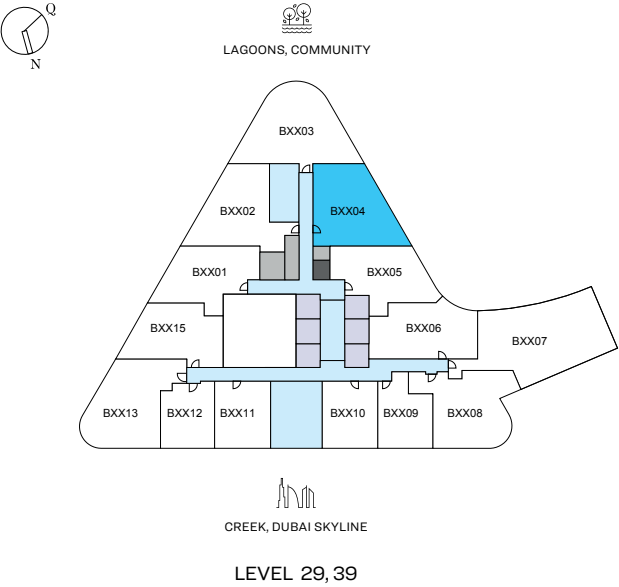 Q
N
LAGOONS, COMMUNITY
BXX03
BXX02
BXX04
BXX01
BXX05
BXX15
BXX06
BXX07
BXX13
BXX12
BXX11
BXX10
BXX09
BXX08
CREEK, DUBAI SKYLINE
LEVEL 29, 39